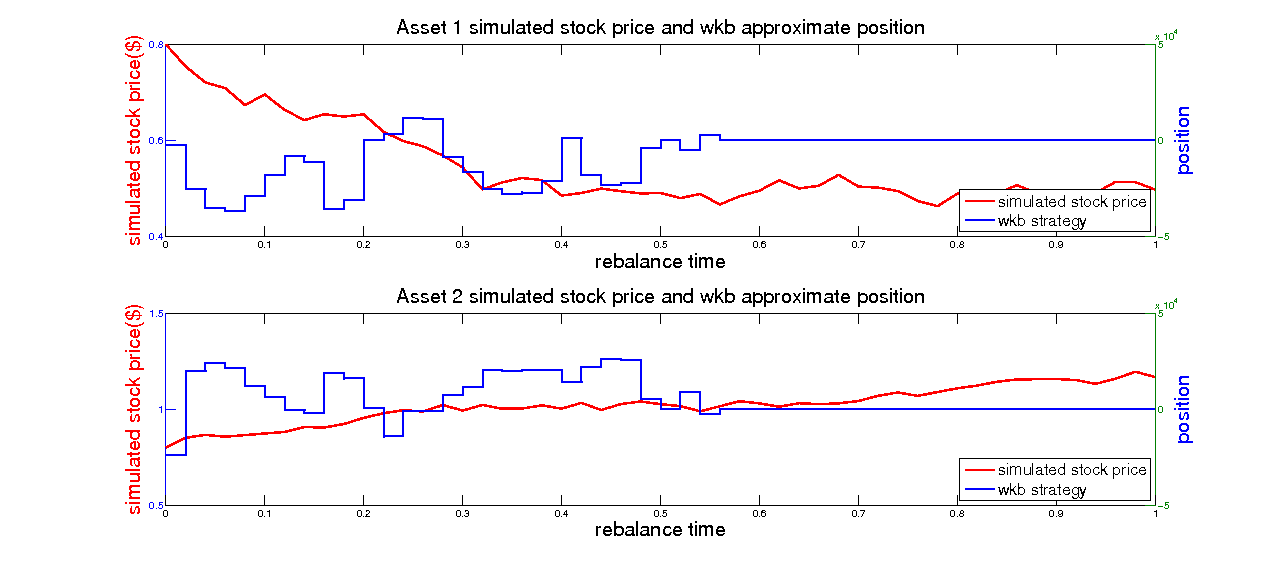 Asset 1 simulated stock price and wkb approximate position
x 10^4
0.8
0.6
0.4
simulated stock price($)
5
0
−5
position
simulated stock price
wkb strategy
0 0.1 0.2 0.3 0.4 0.5 0.6 0.7 0.8 0.9 1
rebalance time
Asset 2 simulated stock price and wkb approximate position
x 10^4
1.5
1
0.5
simulated stock price($)
5
0
−5
position
simulated stock price
wkb strategy
0 0.1 0.2 0.3 0.4 0.5 0.6 0.7 0.8 0.9 1
rebalance time